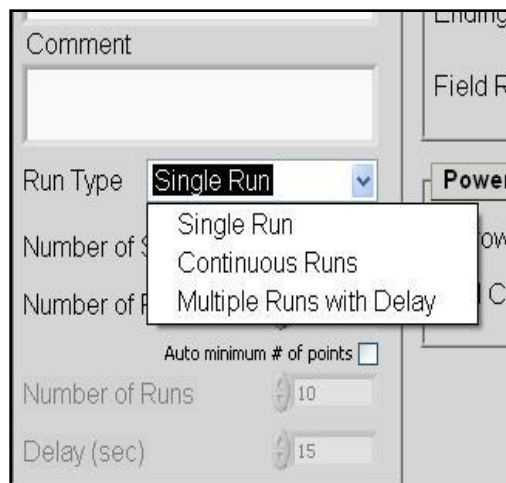 Comment
Field
Run Type Single Run
Single Run
Number of
Continuous Runs
Number of
Multiple Runs with Delay
Auto minimum # of points
Number of Runs 10
Delay (sec) 15